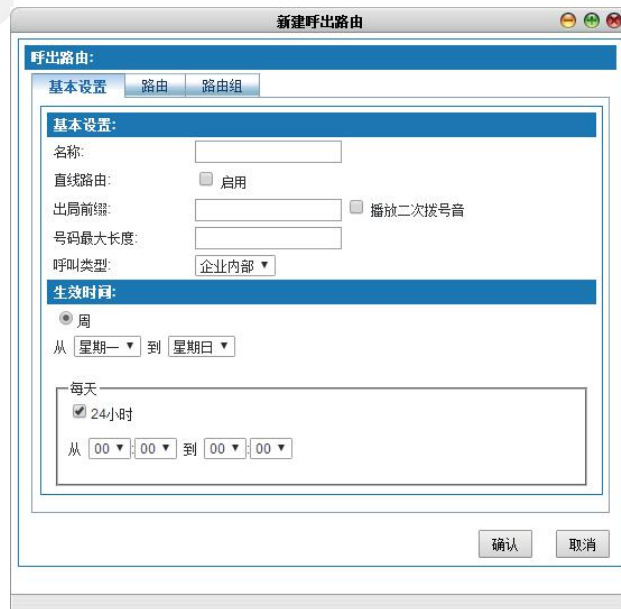 新建呼出路由
呼出路由:
基本设置 路由 路由组
基本设置:
名称:
直线路由: 启用
出局前缀: 播放二次拨号音
号码最大长度:
呼叫类型: 企业内部
生效时间:
周
从 星期一 到 星期日
每天
24小时
从 00 : 00 到 00 : 00
确认 取消